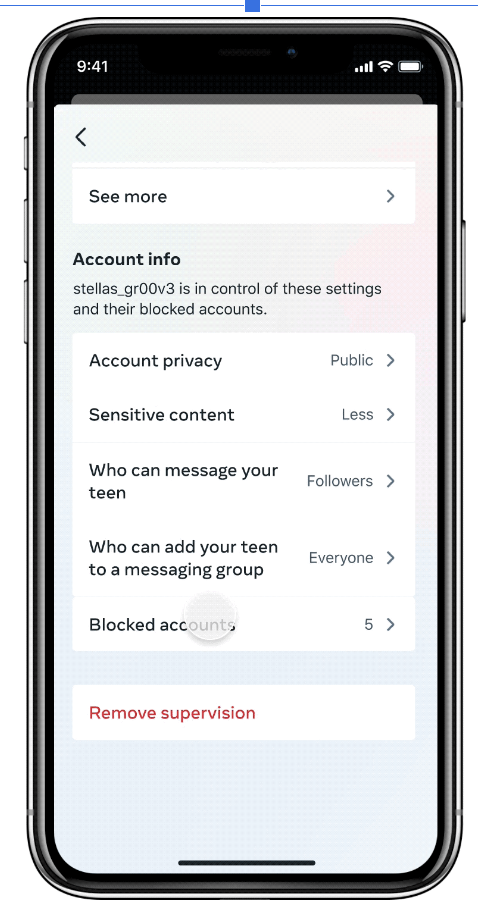 9:41
See more
Account info
stellas_gr00v3 is in control of these settings
and their blocked accounts.
Account privacy Public
Sensitive content Less
Who can message your
teen
Followers
Who can add your teen
to a messaging group
Everyone
Blocked accounts 5
Remove supervision